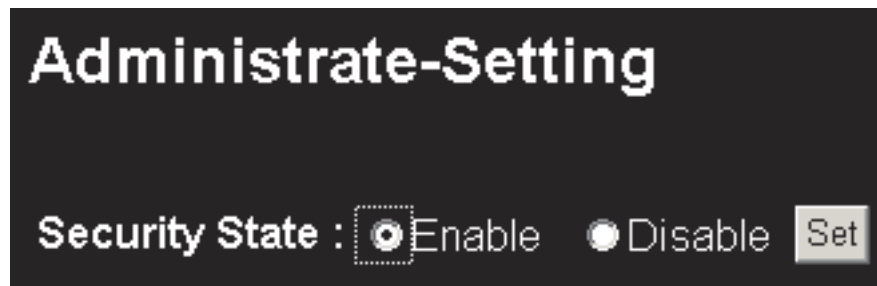 Administrate-Setting
Security State : Enable Disable Set